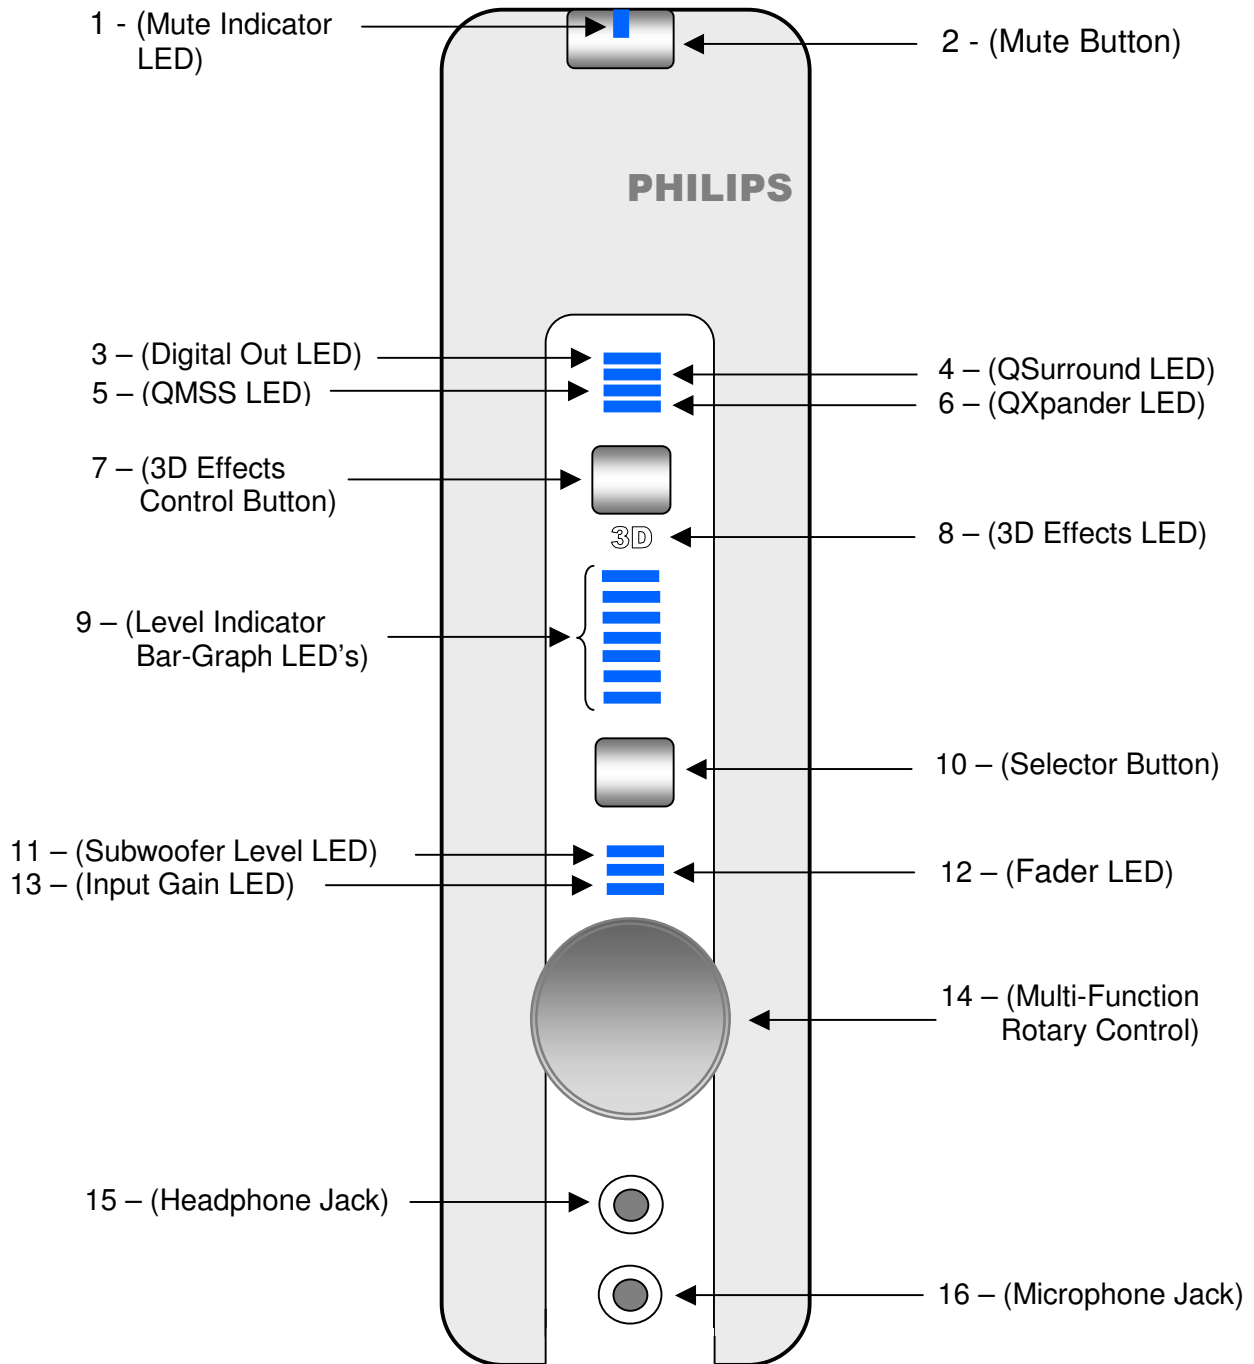 1 - (Mute Indicator
LED)
2 - (Mute Button)
PHILIPS
3 – (Digital Out LED)
4 – (QSurround LED)
5 – (QMSS LED)
6 – (QXpander LED)
7 – (3D Effects
Control Button)
3D
8 – (3D Effects LED)
9 – (Level Indicator
Bar-Graph LED’s)
10 – (Selector Button)
11 – (Subwoofer Level LED)
12 – (Fader LED)
13 – (Input Gain LED)
14 – (Multi-Function
Rotary Control)
15 – (Headphone Jack)
16 – (Microphone Jack)